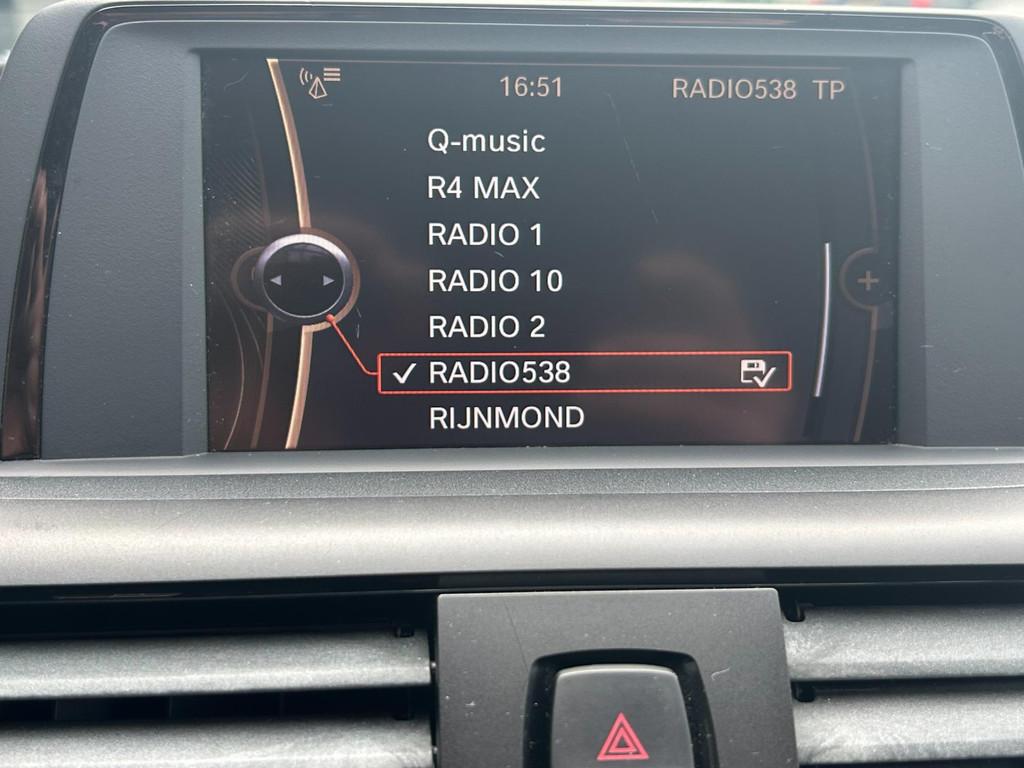 16:51 RADIO538 TP
Q-music
R4 MAX
RADIO 1
RADIO 10
RADIO 2
RADIO538
RIJNMOND